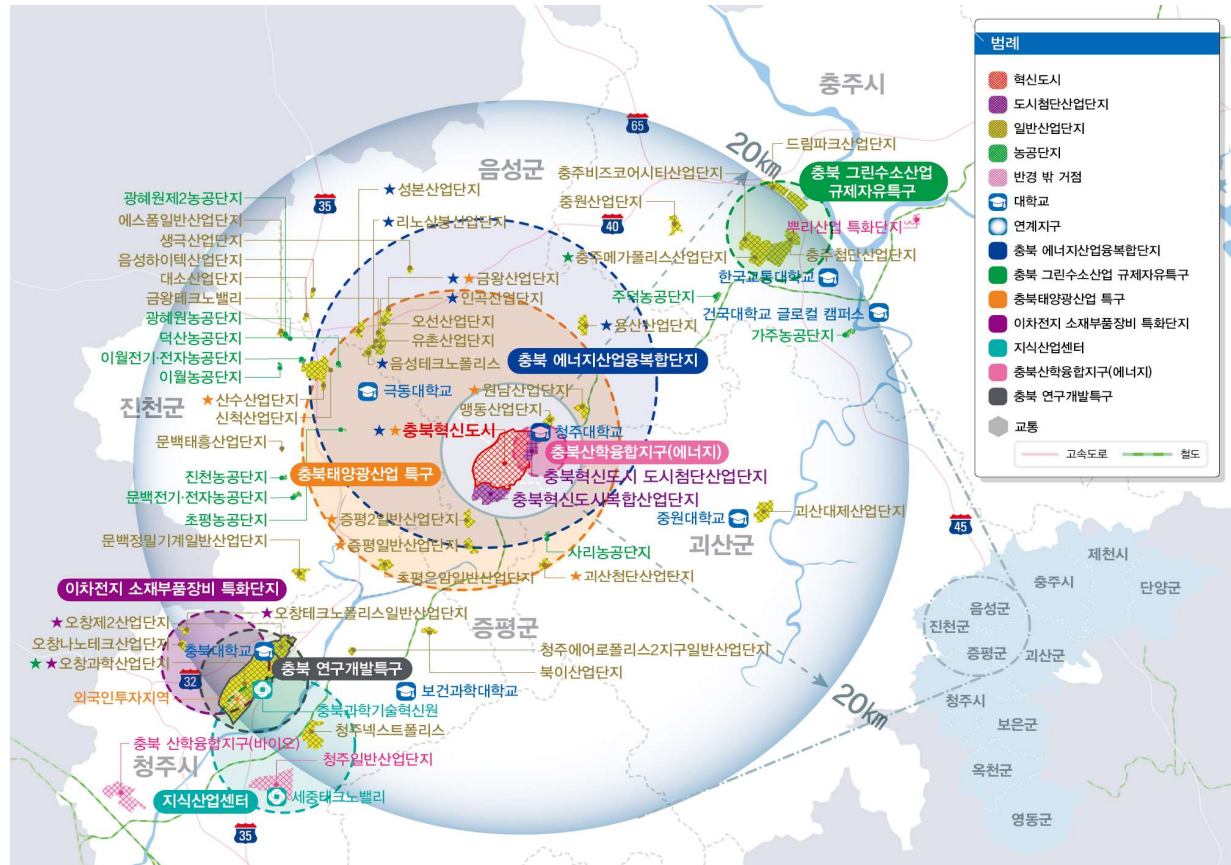 범례
혁신도시
도시첨단산업단지
일반산업단지
농공단지
반경 밖 거점
대학교
연계지구
충북 에너지산업융복합단지
충북 그린수소산업 규제자유특구
충북태양광산업 특구
이차전지 소재부품장비 특화단지
지식산업센터
충북산학융합지구(에너지)
충북 연구개발특구
교통
고속도로
철도
충주시
65
20km
드림파크산업단지
충주비즈코어시티산업단지
충북 그린수소산업
규제자유특구
음성군
중원산업단지
40
뿌리산업 특화단지
★충주메가폴리스산업단지
충주첨단산업단지
한국교통대학교
주덕농공단지
건국대학교 글로컬 캠퍼스
가주농공단지
35
광혜원제2농공단지
에스폼일반산업단지
생극산업단지
음성하이텍산업단지
대소산업단지
금왕테크노밸리
광혜원농공단지
덕산농공단지
이월전기·전자농공단지
이월농공단지
진천군
★산수산업단지
신척산업단지
문백태흥산업단지
진천농공단지
문백전기·전자농공단지
초평농공단지
문백정밀기계일반산업단지
★성본산업단지
★리노삼봉산업단지
★★금왕산업단지
★인곡산업단지
오선산업단지
유촌산업단지
★음성테크노폴리스
★용산산업단지
충북 에너지산업융복합단지
극동대학교
★원남산업단지
맹동산업단지
★★충북혁신도시
청주대학교
충북산학융합지구(에너지)
충북태양광산업 특구
충북혁신도시 도시첨단산업단지
충북혁신도시복합산업단지
★증평2일반산업단지
★증평일반산업단지
초평은암일반산업단지
사리농공단지
★괴산첨단산업탄지
중원대학교
괴산대제산업단지
괴산군
45
증평군
이차전지 소재부품장비 특화단지
★오창테크노폴리스일반산업단지
★오창제2산업단지
오창나노테크산업단지
충북대학교
★★오창과학산업단지
충북 연구개발특구
32
외국인투자지역
충북과학기술혁신원
청주에어로폴리스2지구일반산업단지
북이산업단지
보건과학대학교
청주넥스트폴리스
충북 산학융합지구(바이오)
청주시
청주일반산업단지
지식산업센터
세중테크노밸리
35
20km
제천시
충주시
단양군
음성군
진천군
증평군
괴산군
청주시
보은군
옥천군
영동군